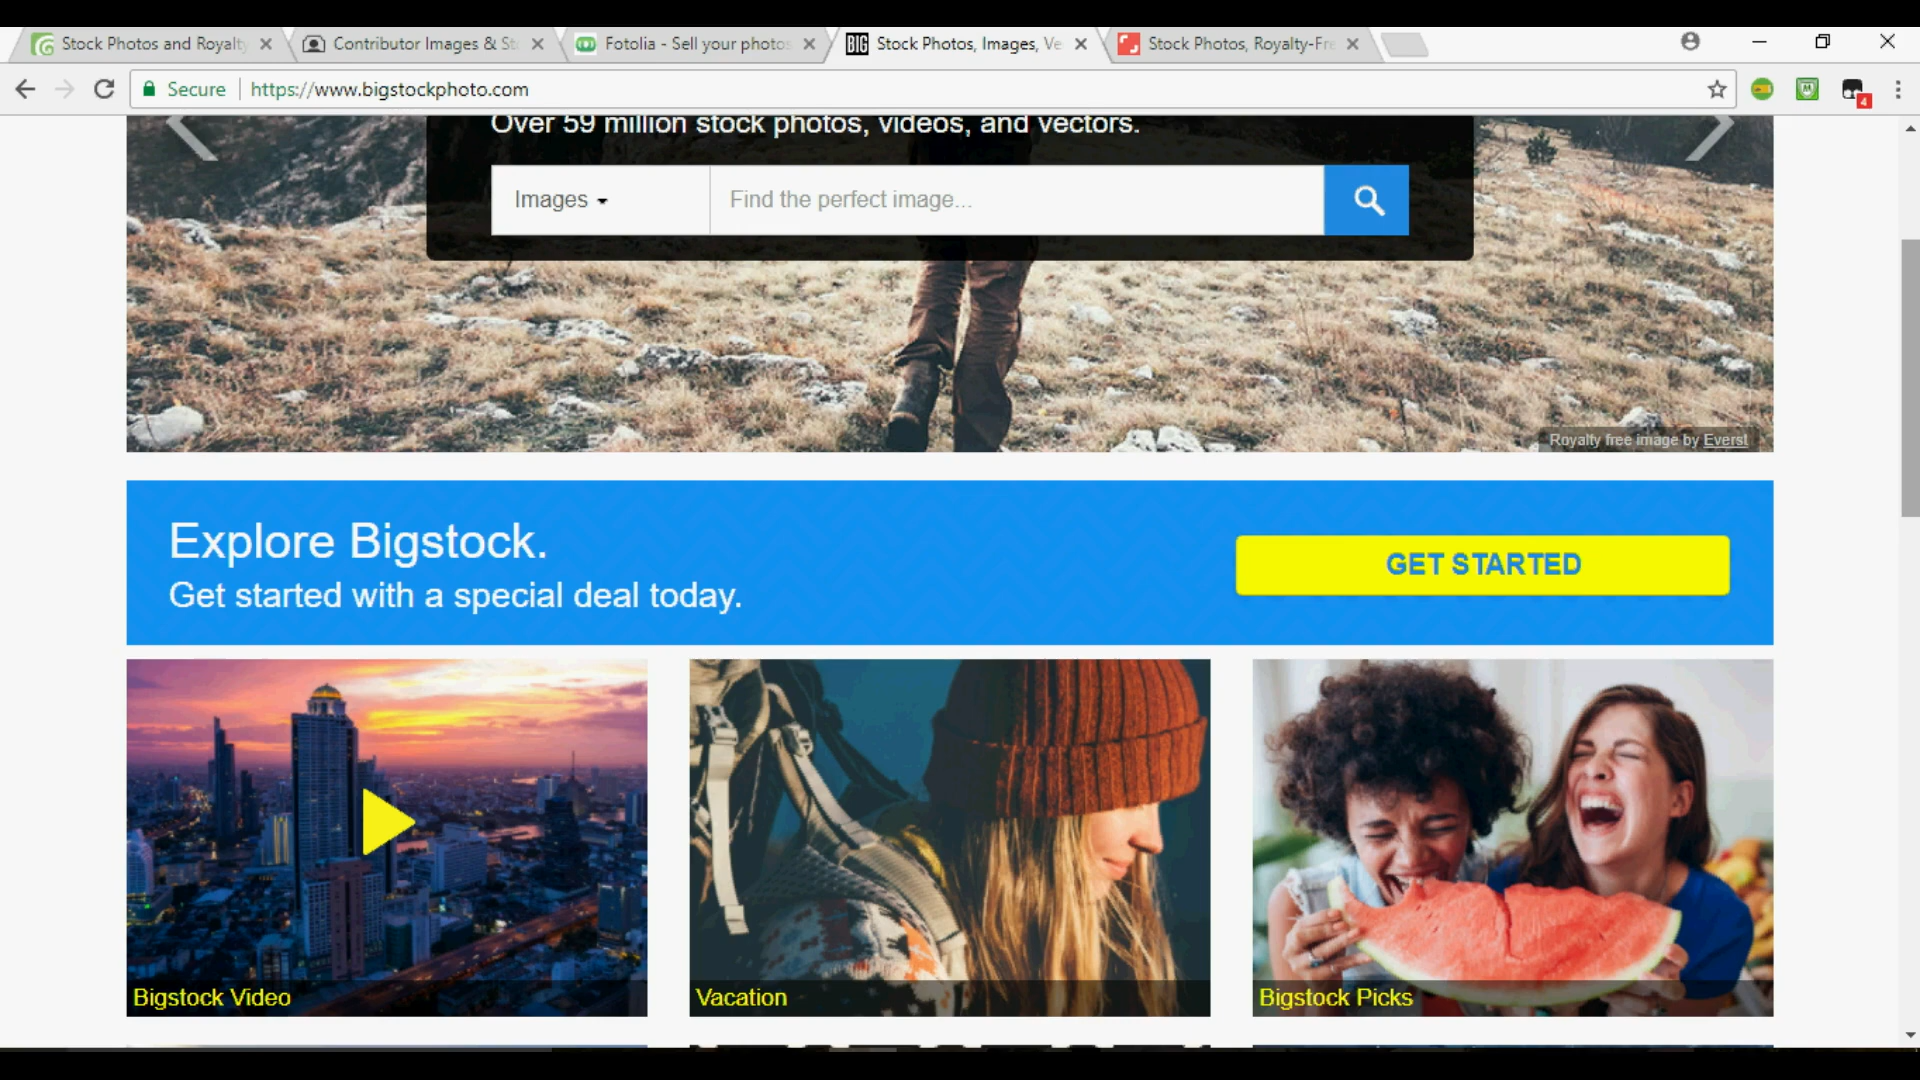 Stock Photos and Royalty
Contributor Images & St
Fotolia - Sell your photos
BIG
Stock Photos, Images, Ve
Stock Photos, Royalty-Fre
Secure
https://www.bigstockphoto.com
4
Over 59 million stock photos, videos, and vectors.
Images
Find the perfect image...
Royalty free image by Everst
Explore Bigstock.
Get started with a special deal today.
GET STARTED
Bigstock Video
Vacation
Bigstock Picks